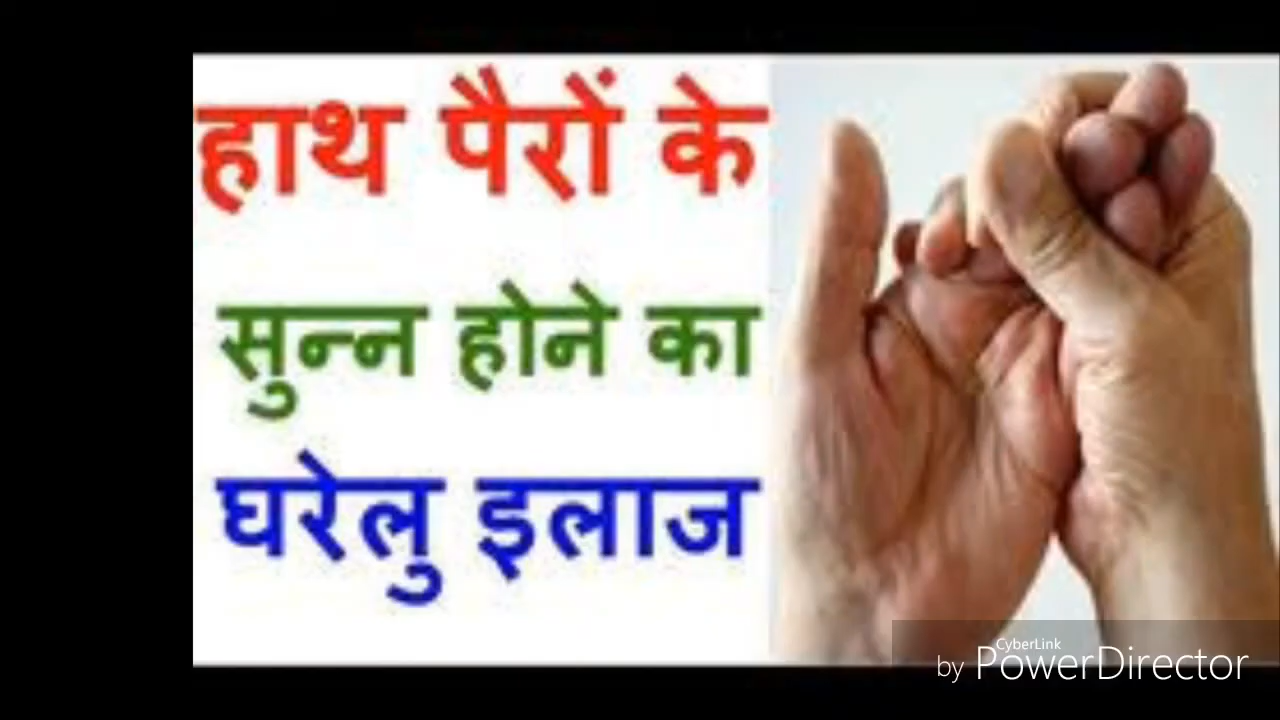 हाथ पैरों के
सुन्न होने का
घरेलु इलाज
CyberLink
by PowerDirector